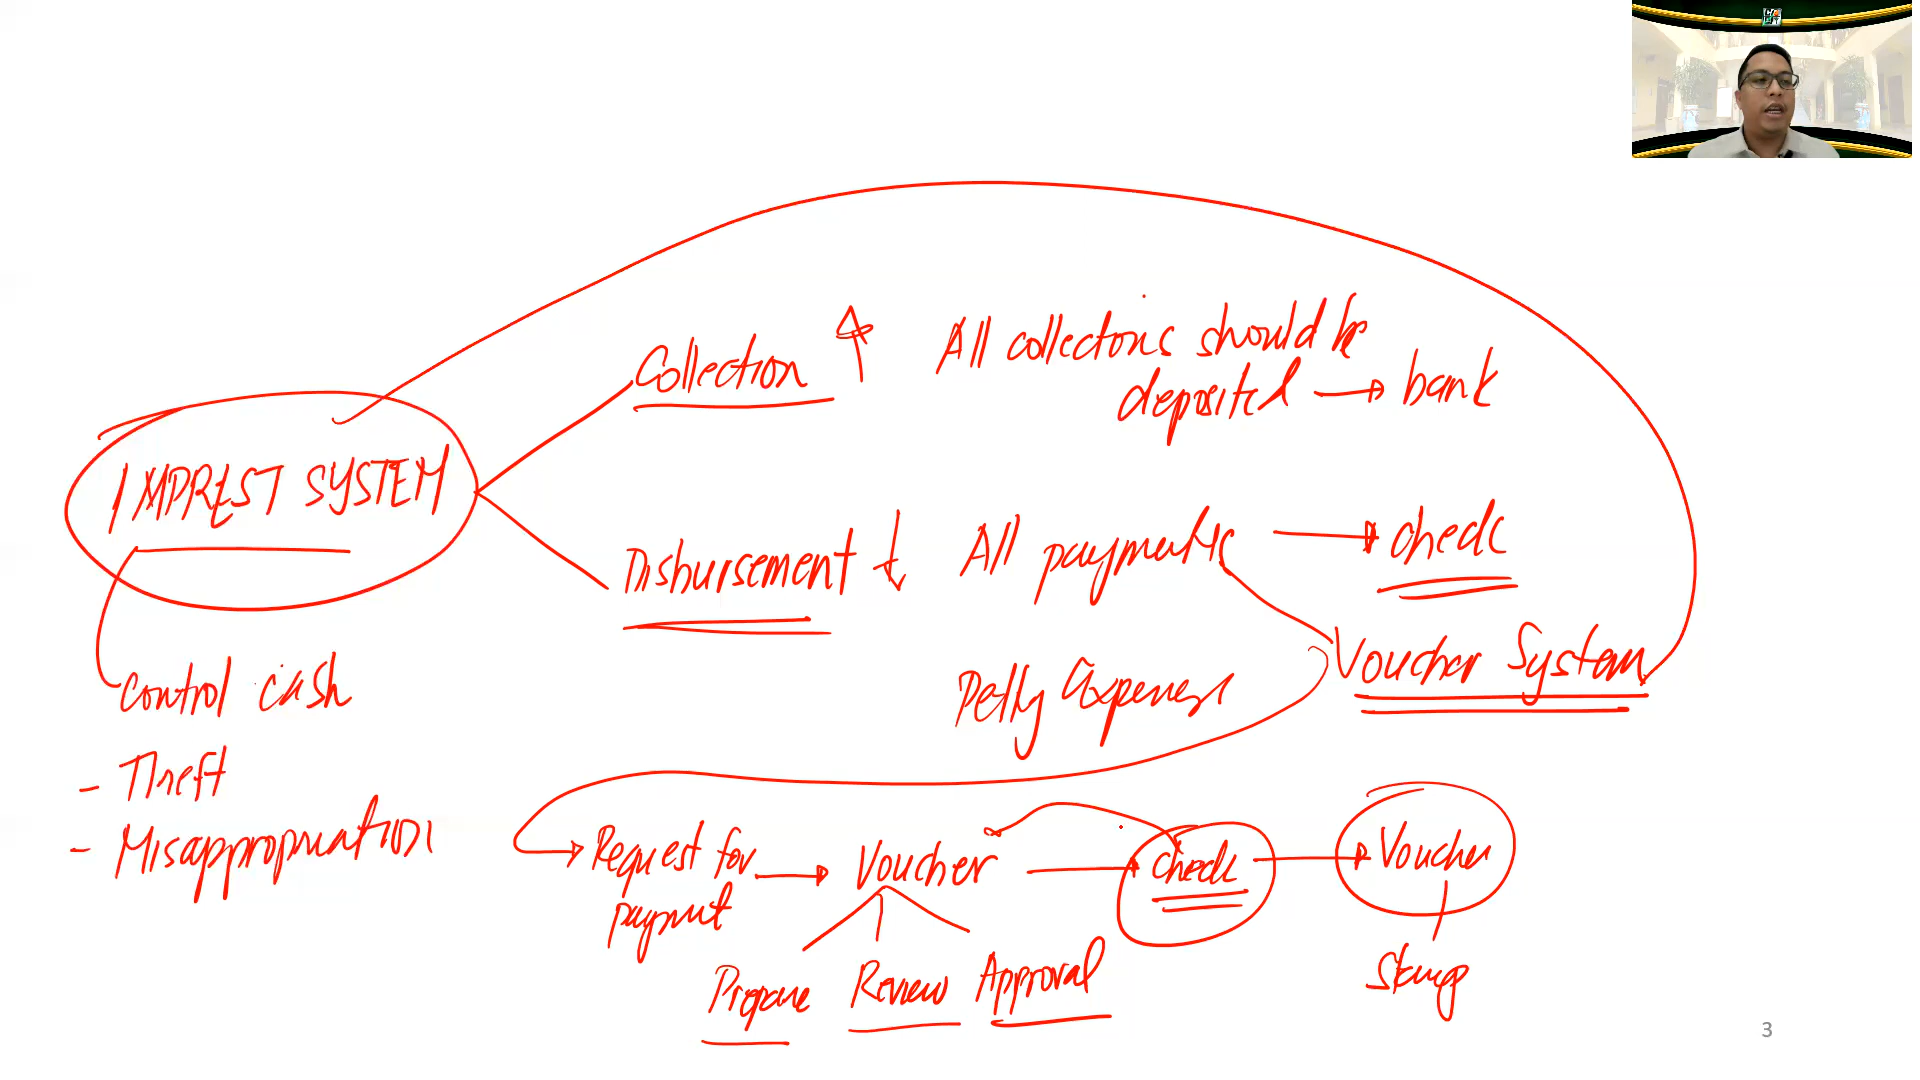 Collection ↑ All collections should be
deposited → bank
IMPREST SYSTEM
Disbursement ↓ All payments → check
Voucher System
Control cash
Petty Expenses
- Theft
- Misappropriation
Request for
payment → Voucher → check → Voucher
Prepare Review Approval
Stamp
3